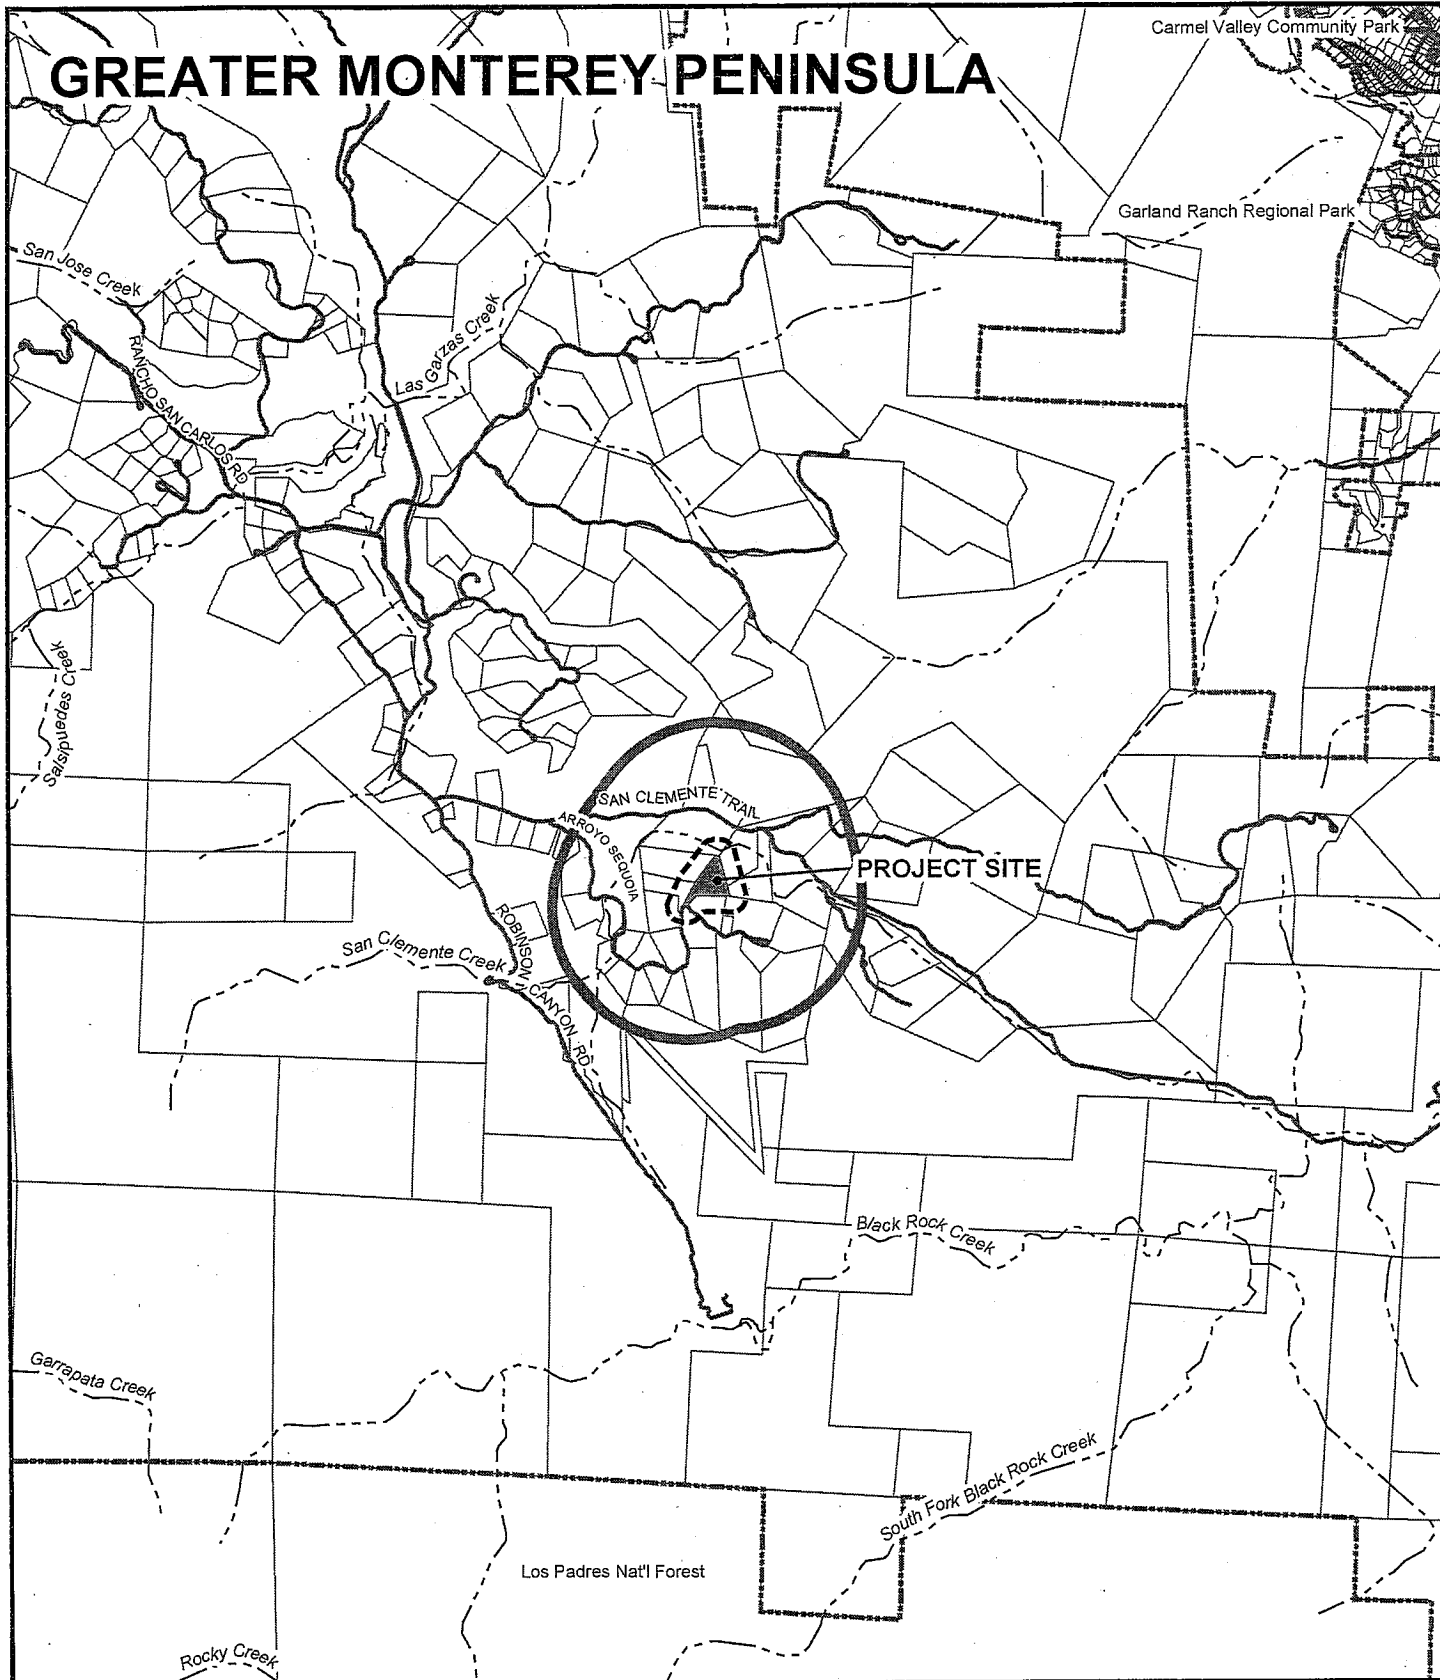 Carmel Valley Community Park
GREATER MONTEREY PENINSULA
Garland Ranch Regional Park
San Jose Creek
Las Garzas Creek
RANCHO SAN CARLOS RD
Salsipuedes Creek
SAN CLEMENTE TRAIL
ARROYO SEQUOIA
PROJECT SITE
ROBINSON CANYON RD
San Clemente Creek
Black Rock Creek
Garrapata Creek
South Fork Black Rock Creek
Los Padres Nat'l Forest
Rocky Creek